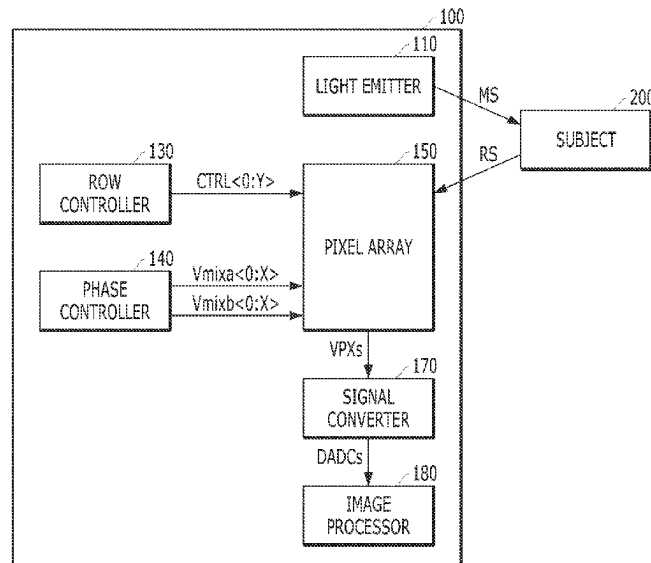 100
110
LIGHT EMITTER
MS
200
SUBJECT
RS
130
ROW
CONTROLLER
CTRL<0:Y>
150
PIXEL ARRAY
140
PHASE
CONTROLLER
Vmixa<0:X>
Vmixb<0:X>
VPXs
170
SIGNAL
CONVERTER
DADCs
180
IMAGE
PROCESSOR